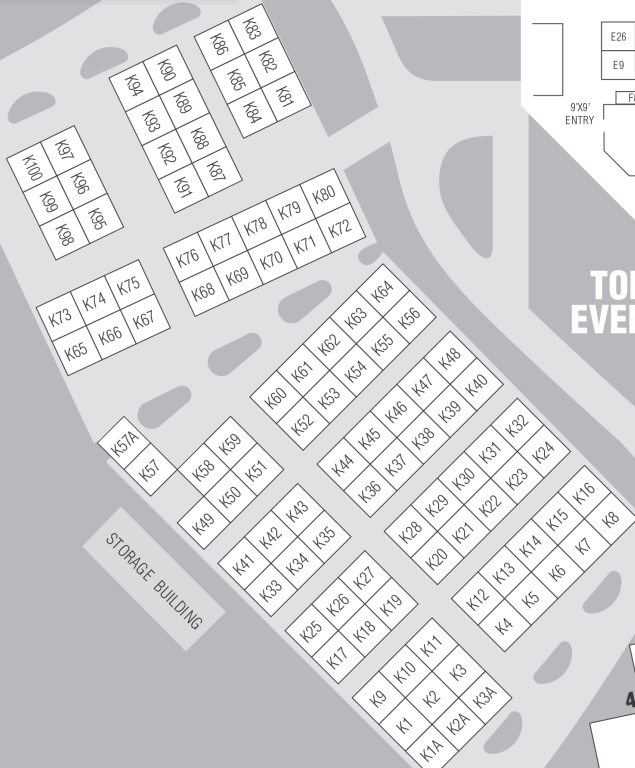 K83
K86
K82
K85
K81
K84
K90
K94
K89
K93
K88
K92
K87
K91
K97
K100
K96
K99
K95
K98
E26
E9
9'X9'
ENTRY
K76 K77 K78 K79 K80
K68 K69 K70 K71 K72
K73 K74 K75
K65 K66 K67
K60 K61 K62 K63 K64
K52 K53 K54 K55 K56
K44 K45 K46 K47 K48
K36 K37 K38 K39 K40
K28 K29 K30 K31 K32
K20 K21 K22 K23 K24
K12 K13 K14 K15 K16
K4 K5 K6 K7 K8
K57A
K57
K58 K59
K49 K50 K51
K41 K42 K43
K33 K34 K35
K25 K26 K27
K17 K18 K19
K9 K10 K11
K1 K2 K3
K1A K2A K3A
STORAGE BUILDING